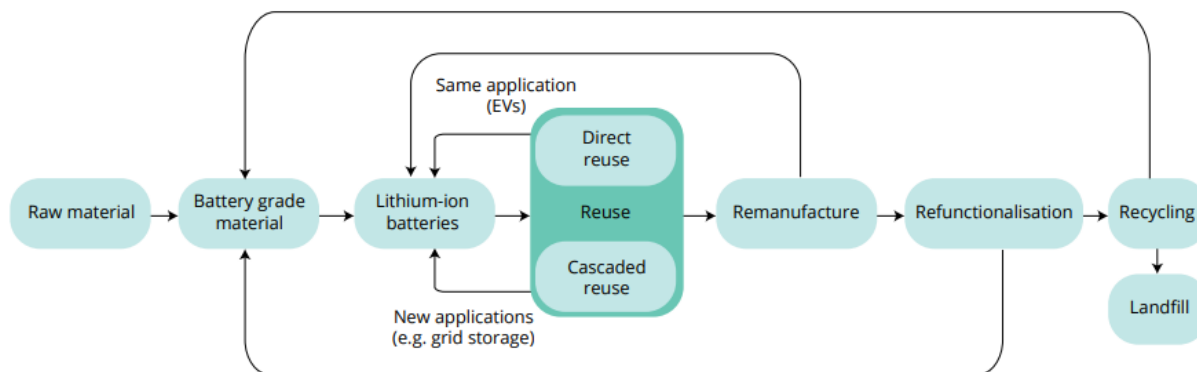 Same application
(EVs)
Direct
reuse
Raw material
Battery grade
material
Lithium-ion
batteries
Reuse
Remanufacture
Refunctionalisation
Recycling
Cascaded
reuse
New applications
(e.g. grid storage)
Landfill